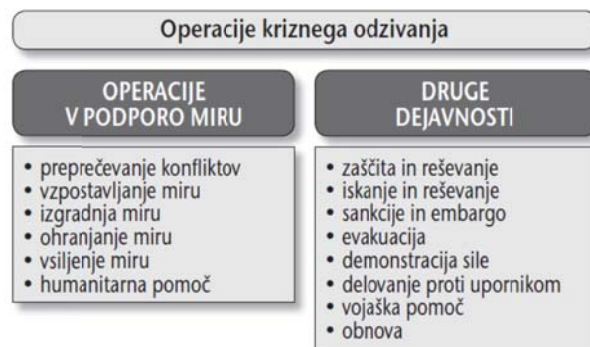 Operacije kriznega odzivanja
OPERACIJE
V PODPORO MIRU
• preprečevanje konfliktov
• vzpostavljanje miru
• izgradnja miru
• ohranjanje miru
• vsiljenje miru
• humanitarna pomoč
DRUGE
DEJAVNOSTI
• zaščita in reševanje
• iskanje in reševanje
• sankcije in embargo
• evakuacija
• demonstracija sile
• delovanje proti upornikom
• vojaška pomoč
• obnova